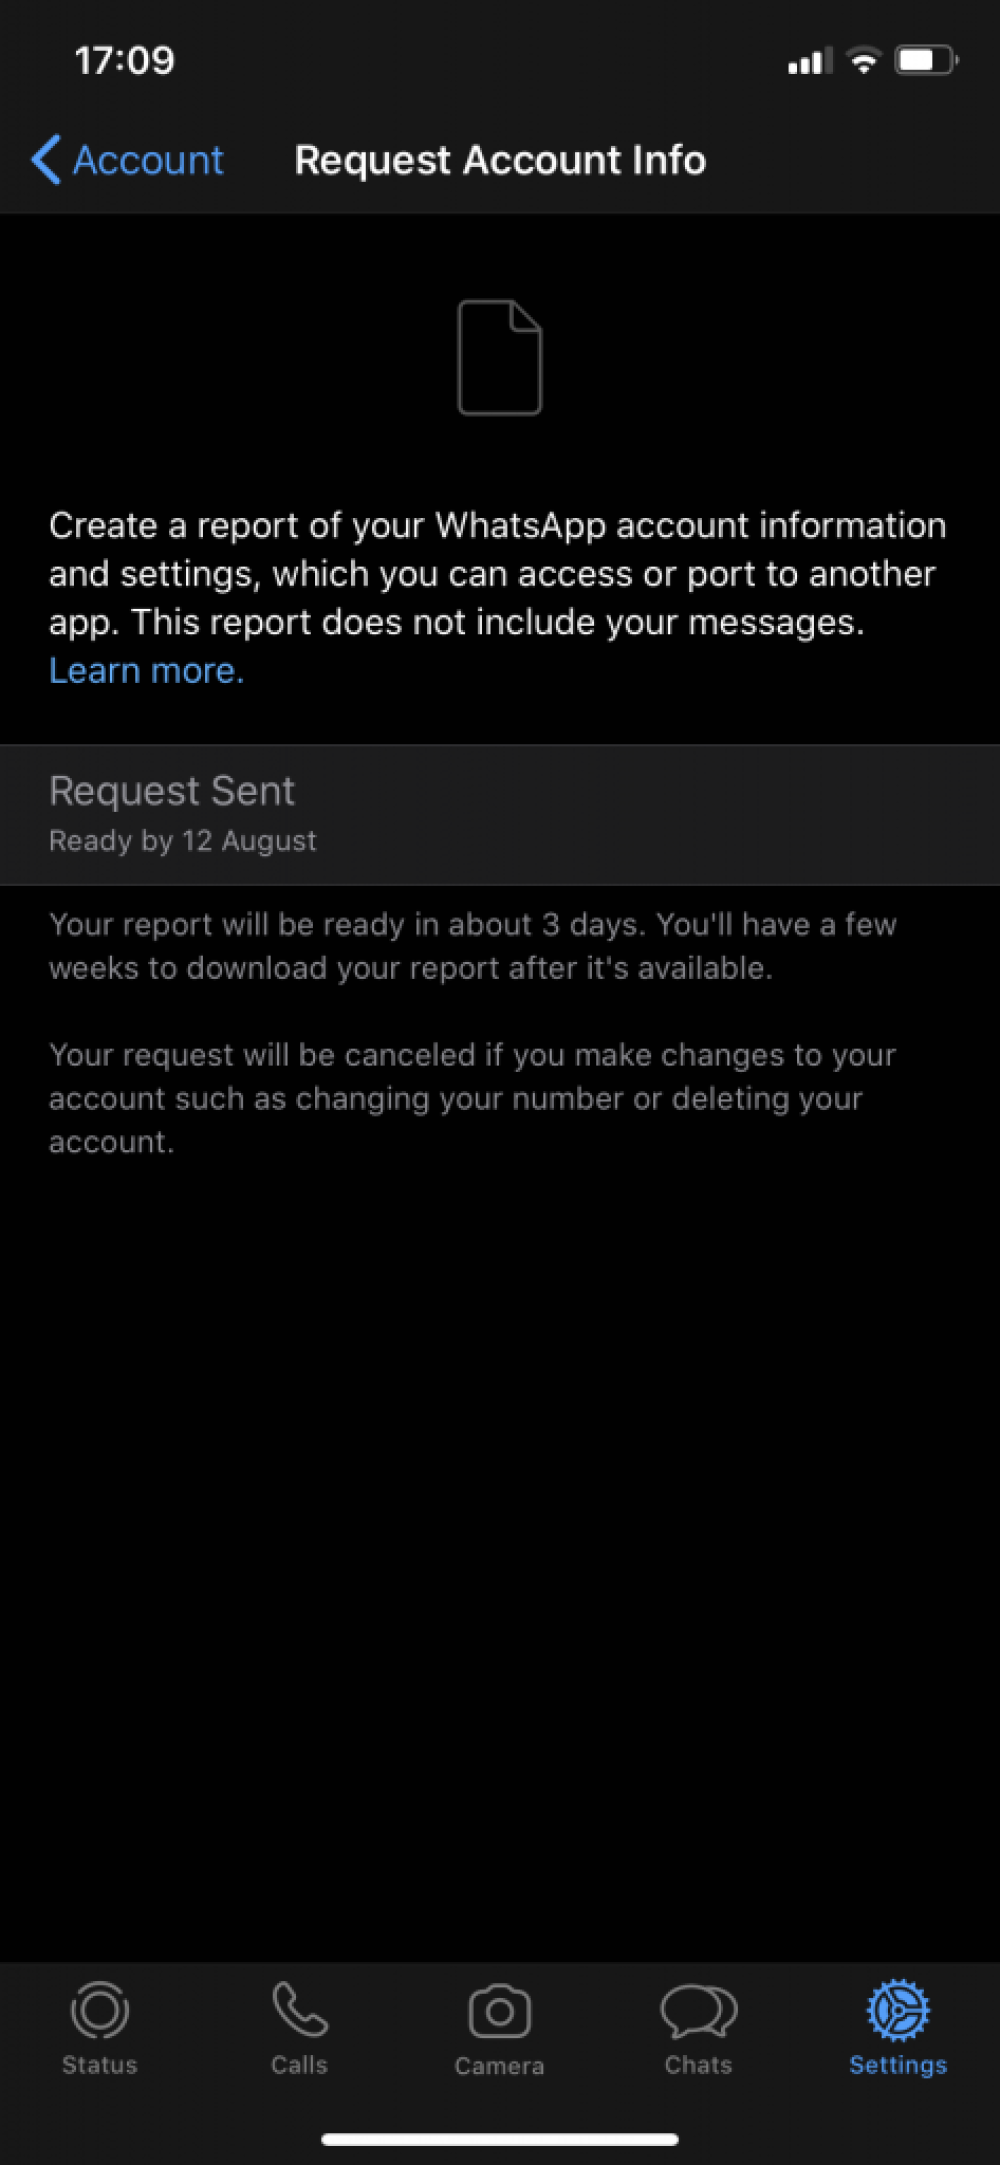 17:09
Account
Request Account Info
Create a report of your WhatsApp account information
and settings, which you can access or port to another
app. This report does not include your messages.
Learn more.
Request Sent
Ready by 12 August
Your report will be ready in about 3 days. You'll have a few
weeks to download your report after it's available.
Your request will be canceled if you make changes to your
account such as changing your number or deleting your
account.
Status
Calls
Camera
Chats
Settings